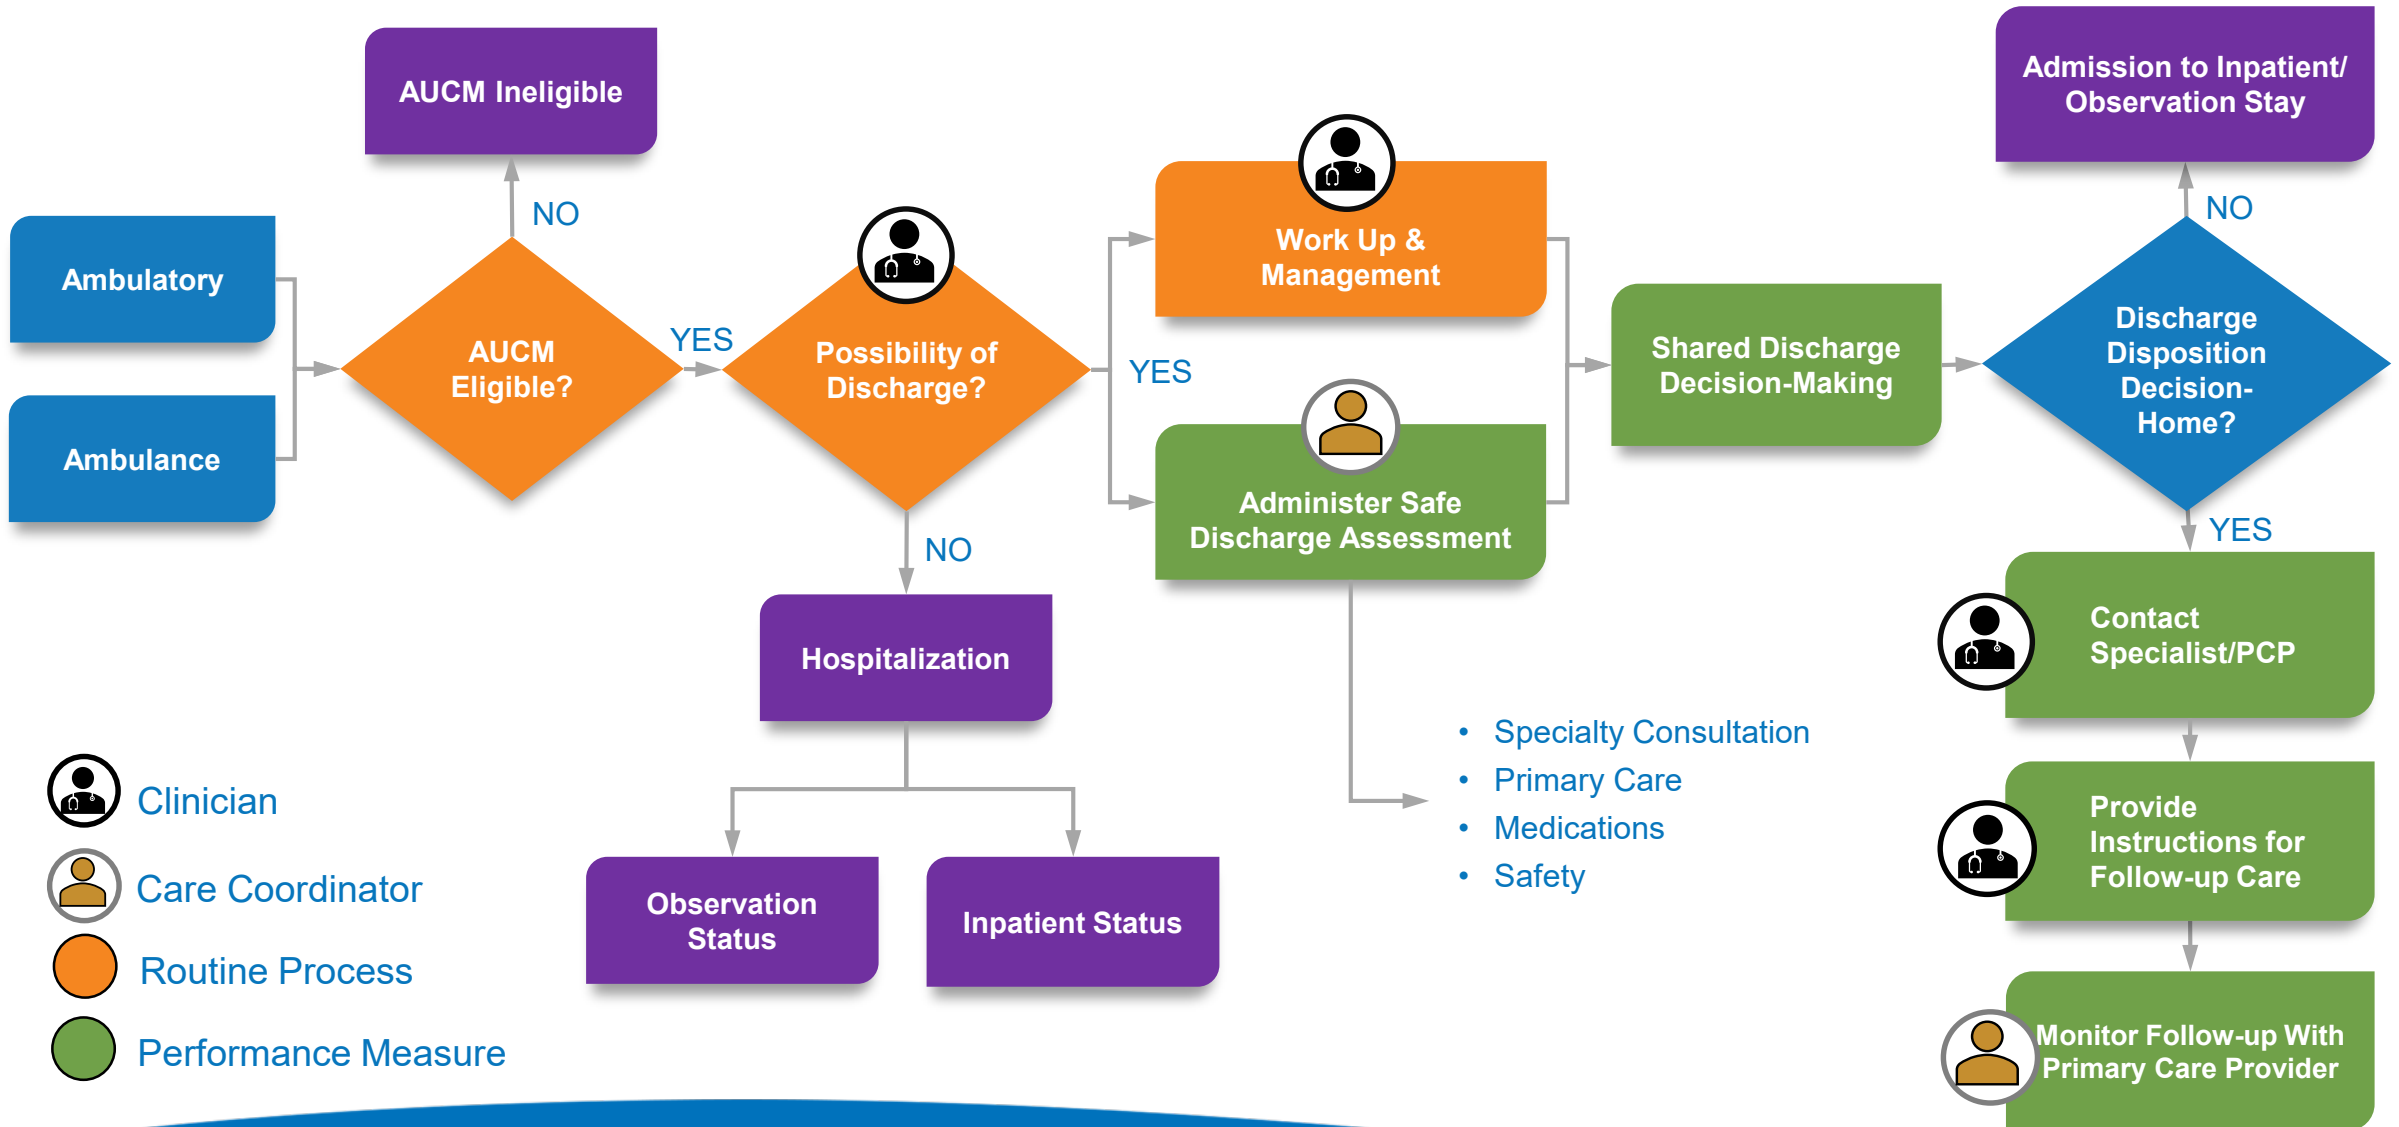 AUCM Ineligible
NO
Ambulatory
Ambulance
AUCM
Eligible?
YES
Possibility of
Discharge?
YES
NO
Hospitalization
Observation
Status
Inpatient Status
Work Up &
Management
Administer Safe
Discharge Assessment
• Specialty Consultation
• Primary Care
• Medications
• Safety
Shared Discharge
Decision-Making
Admission to Inpatient/
Observation Stay
NO
Discharge
Disposition
Decision-
Home?
YES
Contact
Specialist/PCP
Provide
Instructions for
Follow-up Care
Monitor Follow-up With
Primary Care Provider
Clinician
Care Coordinator
Routine Process
Performance Measure